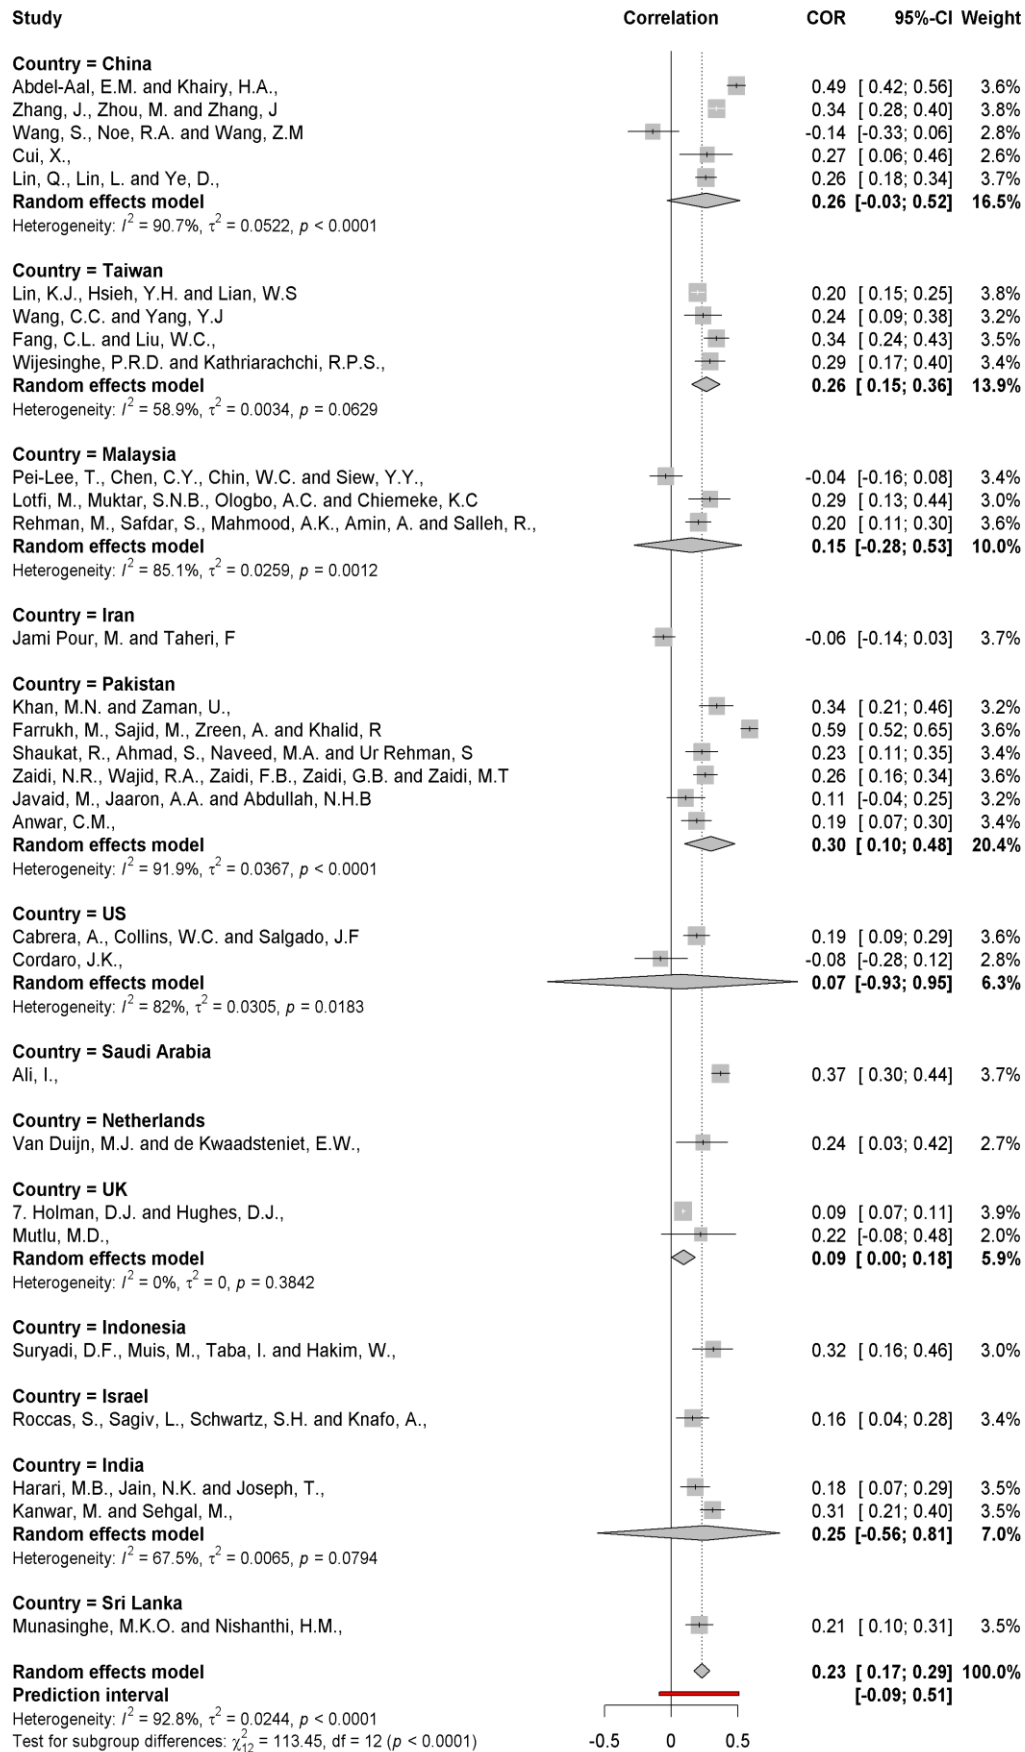 Study Correlation COR 95%-CI Weight
Country = China
Abdel-Aal, E.M. and Khairy, H.A., 0.49 [ 0.42; 0.56] 3.6%
Zhang, J., Zhou, M. and Zhang, J 0.34 [ 0.28; 0.40] 3.8%
Wang, S., Noe, R.A. and Wang, Z.M -0.14 [-0.33; 0.06] 2.8%
Cui, X., 0.27 [ 0.06; 0.46] 2.6%
Lin, Q., Lin, L. and Ye, D., 0.26 [ 0.18; 0.34] 3.7%
Random effects model 0.26 [-0.03; 0.52] 16.5%
Heterogeneity: I² = 90.7%, τ² = 0.0522, p < 0.0001
Country = Taiwan
Lin, K.J., Hsieh, Y.H. and Lian, W.S 0.20 [ 0.15; 0.25] 3.8%
Wang, C.C. and Yang, Y.J 0.24 [ 0.09; 0.38] 3.2%
Fang, C.L. and Liu, W.C., 0.34 [ 0.24; 0.43] 3.5%
Wijesinghe, P.R.D. and Kathriarachchi, R.P.S., 0.29 [ 0.17; 0.40] 3.4%
Random effects model 0.26 [ 0.15; 0.36] 13.9%
Heterogeneity: I² = 58.9%, τ² = 0.0034, p = 0.0629
Country = Malaysia
Pei-Lee, T., Chen, C.Y., Chin, W.C. and Siew, Y.Y., -0.04 [-0.16; 0.08] 3.4%
Lotfi, M., Muktar, S.N.B., Ologbo, A.C. and Chiemeke, K.C 0.29 [ 0.13; 0.44] 3.0%
Rehman, M., Safdar, S., Mahmood, A.K., Amin, A. and Salleh, R., 0.20 [ 0.11; 0.30] 3.6%
Random effects model 0.15 [-0.28; 0.53] 10.0%
Heterogeneity: I² = 85.1%, τ² = 0.0259, p = 0.0012
Country = Iran
Jami Pour, M. and Taheri, F -0.06 [-0.14; 0.03] 3.7%
Country = Pakistan
Khan, M.N. and Zaman, U., 0.34 [ 0.21; 0.46] 3.2%
Farrukh, M., Sajid, M., Zreen, A. and Khalid, R 0.59 [ 0.52; 0.65] 3.6%
Shaukat, R., Ahmad, S., Naveed, M.A. and Ur Rehman, S 0.23 [ 0.11; 0.35] 3.4%
Zaidi, N.R., Wajid, R.A., Zaidi, F.B., Zaidi, G.B. and Zaidi, M.T 0.26 [ 0.16; 0.34] 3.6%
Javaid, M., Jaaron, A.A. and Abdullah, N.H.B 0.11 [-0.04; 0.25] 3.2%
Anwar, C.M., 0.19 [ 0.07; 0.30] 3.4%
Random effects model 0.30 [ 0.10; 0.48] 20.4%
Heterogeneity: I² = 91.9%, τ² = 0.0367, p < 0.0001
Country = US
Cabrera, A., Collins, W.C. and Salgado, J.F 0.19 [ 0.09; 0.29] 3.6%
Cordaro, J.K., -0.08 [-0.28; 0.12] 2.8%
Random effects model 0.07 [-0.93; 0.95] 6.3%
Heterogeneity: I² = 82%, τ² = 0.0305, p = 0.0183
Country = Saudi Arabia
Ali, I., 0.37 [ 0.30; 0.44] 3.7%
Country = Netherlands
Van Duijn, M.J. and de Kwaadsteniet, E.W., 0.24 [ 0.03; 0.42] 2.7%
Country = UK
7. Holman, D.J. and Hughes, D.J., 0.09 [ 0.07; 0.11] 3.9%
Mutlu, M.D., 0.22 [-0.08; 0.48] 2.0%
Random effects model 0.09 [ 0.00; 0.18] 5.9%
Heterogeneity: I² = 0%, τ² = 0, p = 0.3842
Country = Indonesia
Suryadi, D.F., Muis, M., Taba, I. and Hakim, W., 0.32 [ 0.16; 0.46] 3.0%
Country = Israel
Roccas, S., Sagiv, L., Schwartz, S.H. and Knafo, A., 0.16 [ 0.04; 0.28] 3.4%
Country = India
Harari, M.B., Jain, N.K. and Joseph, T., 0.18 [ 0.07; 0.29] 3.5%
Kanwar, M. and Sehgal, M., 0.31 [ 0.21; 0.40] 3.5%
Random effects model 0.25 [-0.56; 0.81] 7.0%
Heterogeneity: I² = 67.5%, τ² = 0.0065, p = 0.0794
Country = Sri Lanka
Munasinghe, M.K.O. and Nishanthi, H.M., 0.21 [ 0.10; 0.31] 3.5%
Random effects model 0.23 [ 0.17; 0.29] 100.0%
Prediction interval [-0.09; 0.51]
Heterogeneity: I² = 92.8%, τ² = 0.0244, p < 0.0001
Test for subgroup differences: χ²₁₂ = 113.45, df = 12 (p < 0.0001)
-0.5 0 0.5